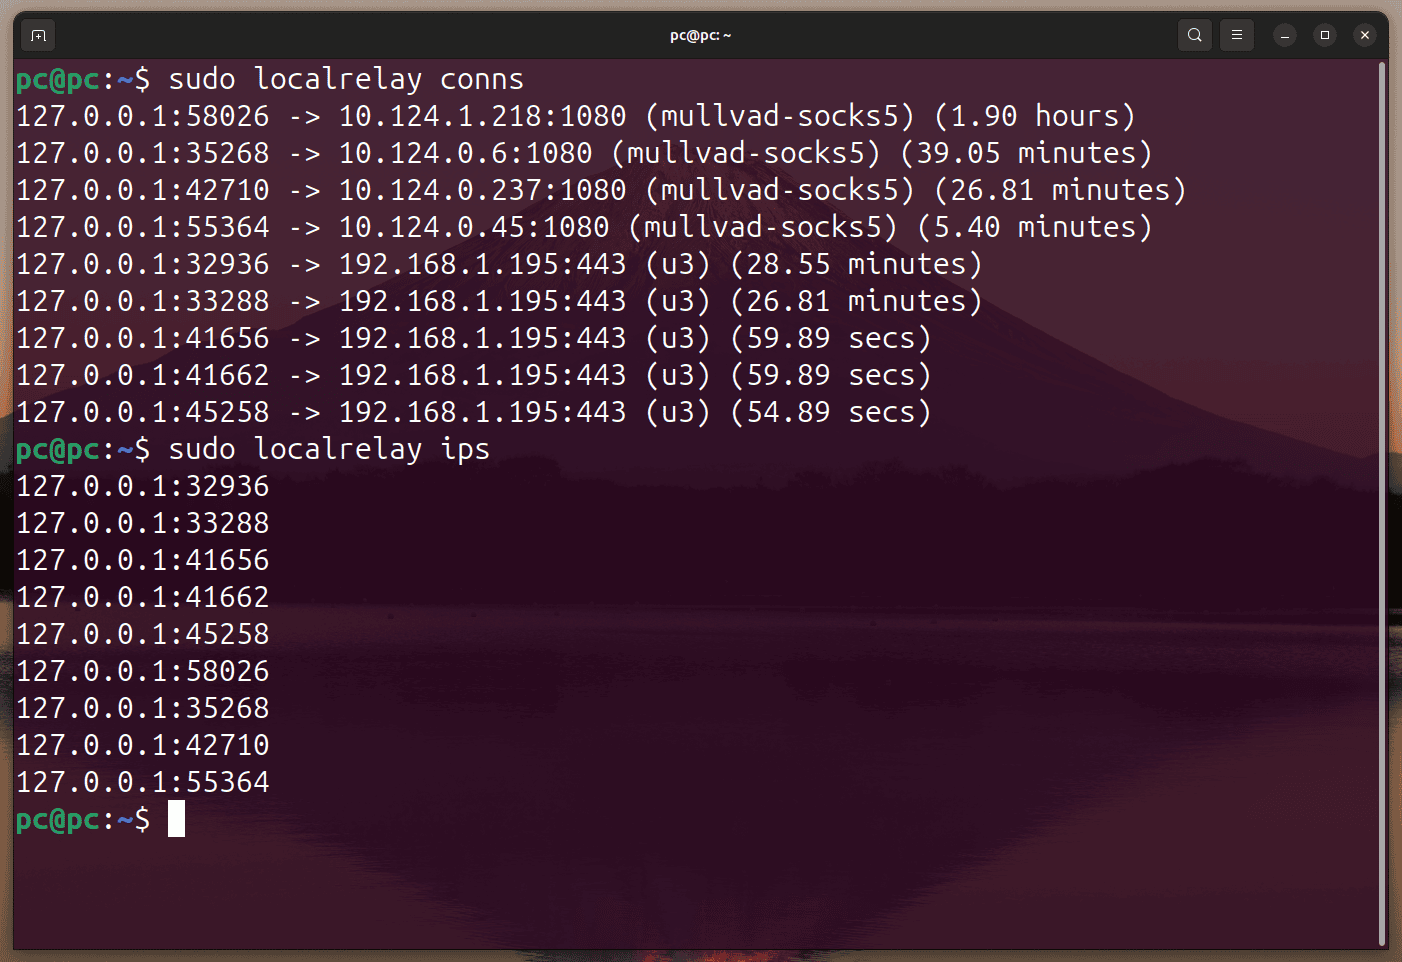 pc@pc: ~
pc@pc:~$ sudo localrelay conns
127.0.0.1:58026 -> 10.124.1.218:1080 (mullvad-socks5) (1.90 hours)
127.0.0.1:35268 -> 10.124.0.6:1080 (mullvad-socks5) (39.05 minutes)
127.0.0.1:42710 -> 10.124.0.237:1080 (mullvad-socks5) (26.81 minutes)
127.0.0.1:55364 -> 10.124.0.45:1080 (mullvad-socks5) (5.40 minutes)
127.0.0.1:32936 -> 192.168.1.195:443 (u3) (28.55 minutes)
127.0.0.1:33288 -> 192.168.1.195:443 (u3) (26.81 minutes)
127.0.0.1:41656 -> 192.168.1.195:443 (u3) (59.89 secs)
127.0.0.1:41662 -> 192.168.1.195:443 (u3) (59.89 secs)
127.0.0.1:45258 -> 192.168.1.195:443 (u3) (54.89 secs)
pc@pc:~$ sudo localrelay ips
127.0.0.1:32936
127.0.0.1:33288
127.0.0.1:41656
127.0.0.1:41662
127.0.0.1:45258
127.0.0.1:58026
127.0.0.1:35268
127.0.0.1:42710
127.0.0.1:55364
pc@pc:~$